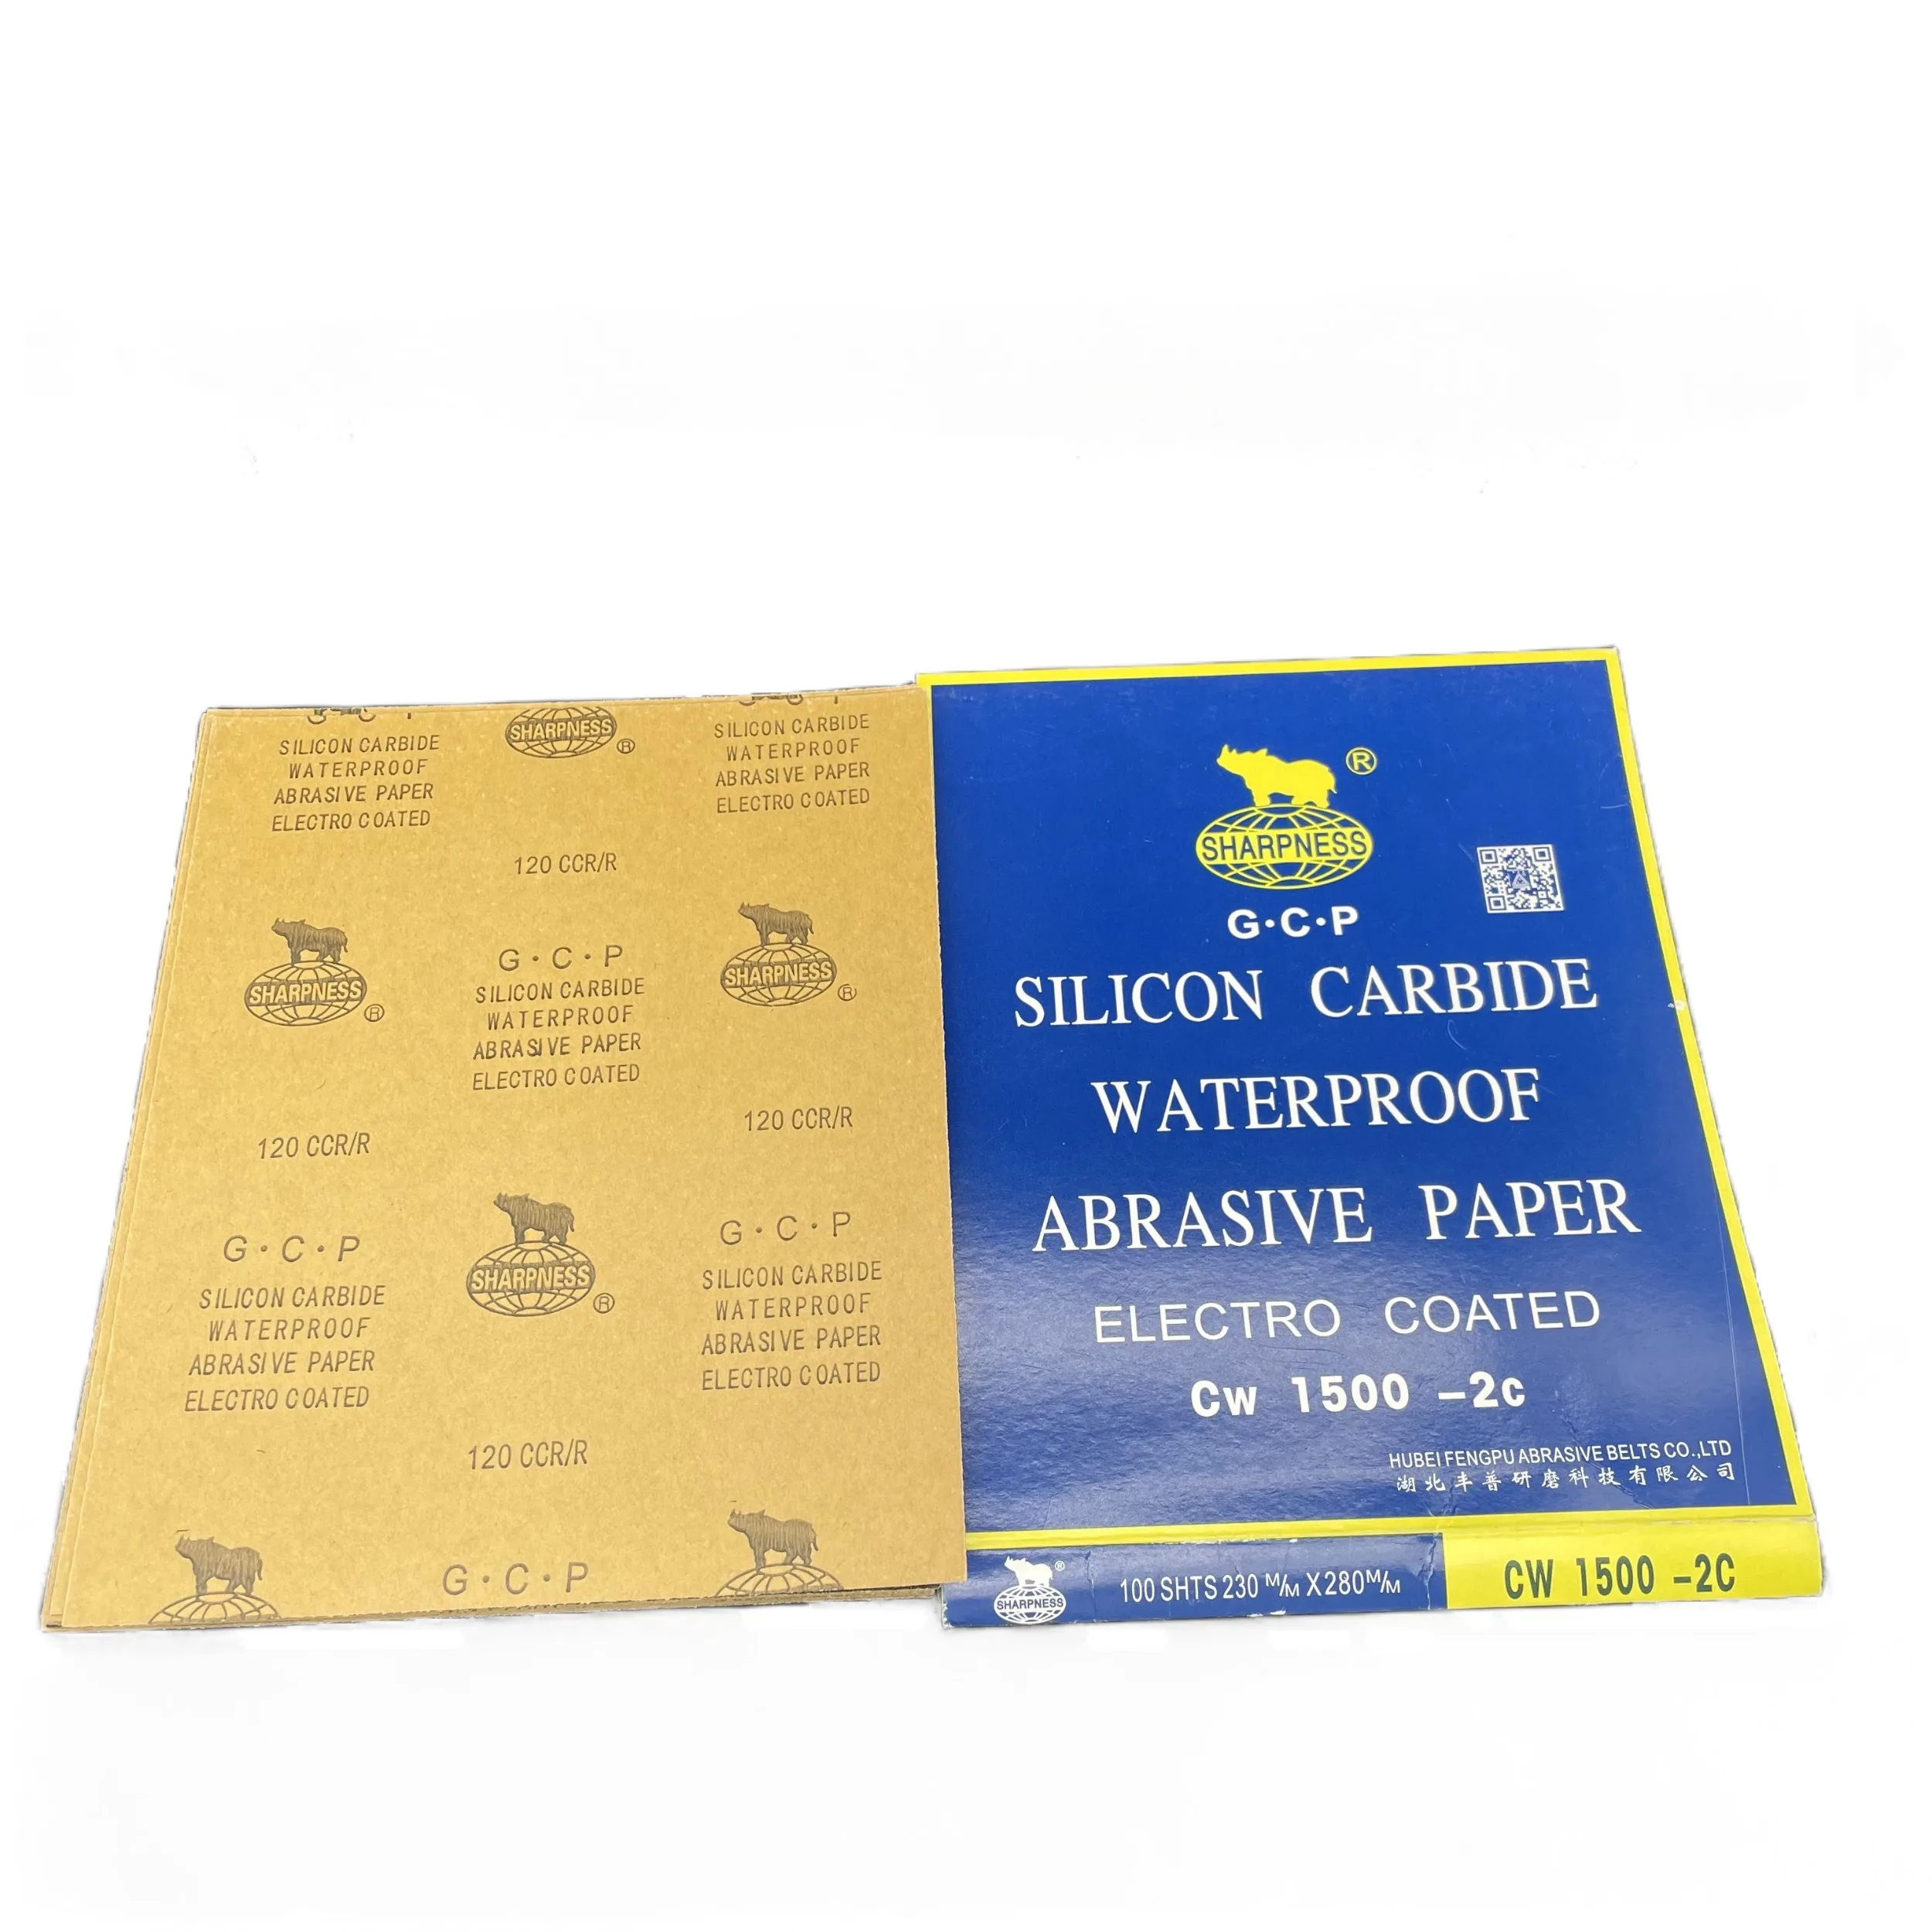 SILICON CARBIDE
WATERPROOF
ABRASIVE PAPER
ELECTRO COATED
SHARPNESS ®
SILICON CARBIDE
WATERPROOF
ABRASIVE PAPER
ELECTRO COATED
120 CCR/R
SHARPNESS ®
G·C·P
SILICON CARBIDE
WATERPROOF
ABRASIVE PAPER
ELECTRO COATED
SHARPNESS ®
120 CCR/R
120 CCR/R
G·C·P
SILICON CARBIDE
WATERPROOF
ABRASIVE PAPER
ELECTRO COATED
SHARPNESS ®
G·C·P
SILICON CARBIDE
WATERPROOF
ABRASIVE PAPER
ELECTRO COATED
120 CCR/R
G·C·P
®
SHARPNESS
G·C·P
SILICON CARBIDE
WATERPROOF
ABRASIVE PAPER
ELECTRO COATED
Cw 1500 -2c
HUBEI FENGPU ABRASIVE BELTS CO.,LTD
湖北丰普研磨科技有限公司
®
SHARPNESS
100 SHTS 230 M/M X 280 M/M
CW 1500 -2C